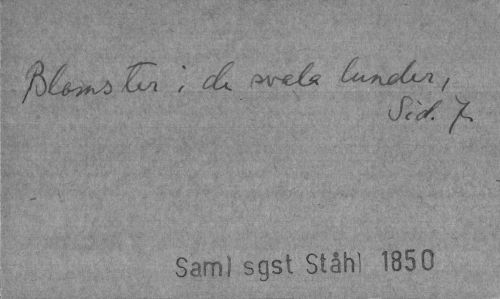 Blomster i de svala lunder,
Sid. 7.
Saml sgst Ståhl 1850